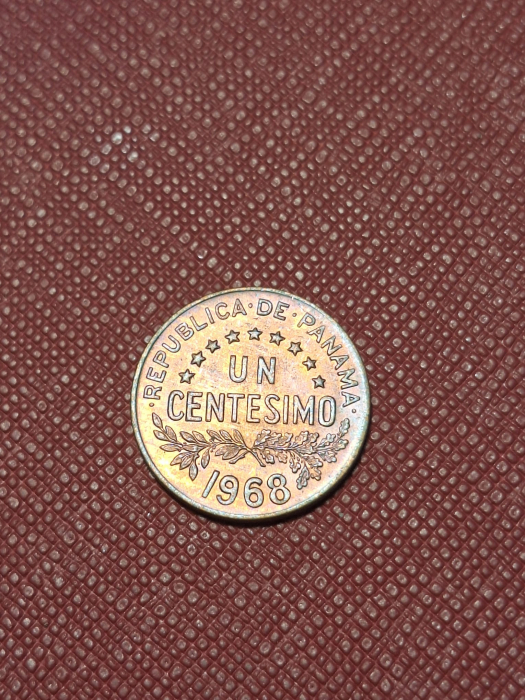 ·REPUBLICA·DE·PANAMA·
UN
CENTESIMO
1968